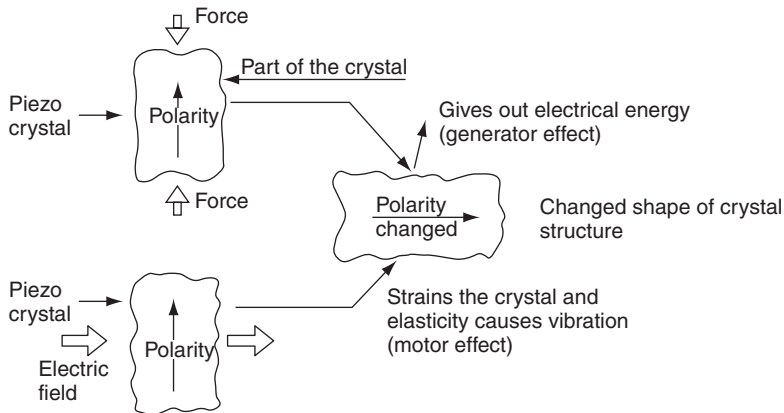 Force
Part of the crystal
Piezo
crystal
Polarity
Gives out electrical energy
(generator effect)
Force
Polarity
changed
Changed shape of crystal
structure
Piezo
crystal
Strains the crystal and
elasticity causes vibration
(motor effect)
Polarity
Electric
field